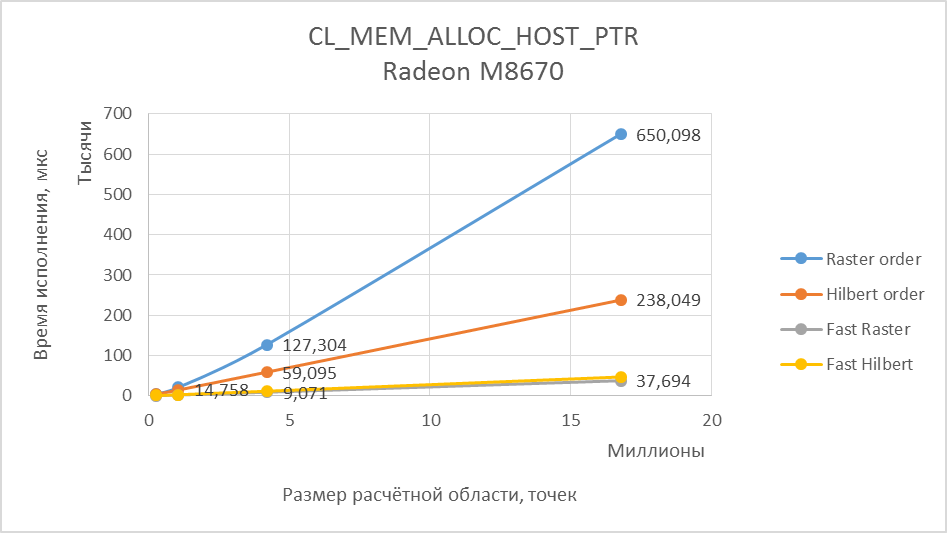 CL_MEM_ALLOC_HOST_PTR
Radeon M8670
Время исполнения, мкс
Тысячи
700
600
500
400
300
200
100
0
650,098
238,049
127,304
59,095
14,758
9,071
37,694
0
5
10
15
20
Миллионы
Размер расчётной области, точек
Raster order
Hilbert order
Fast Raster
Fast Hilbert